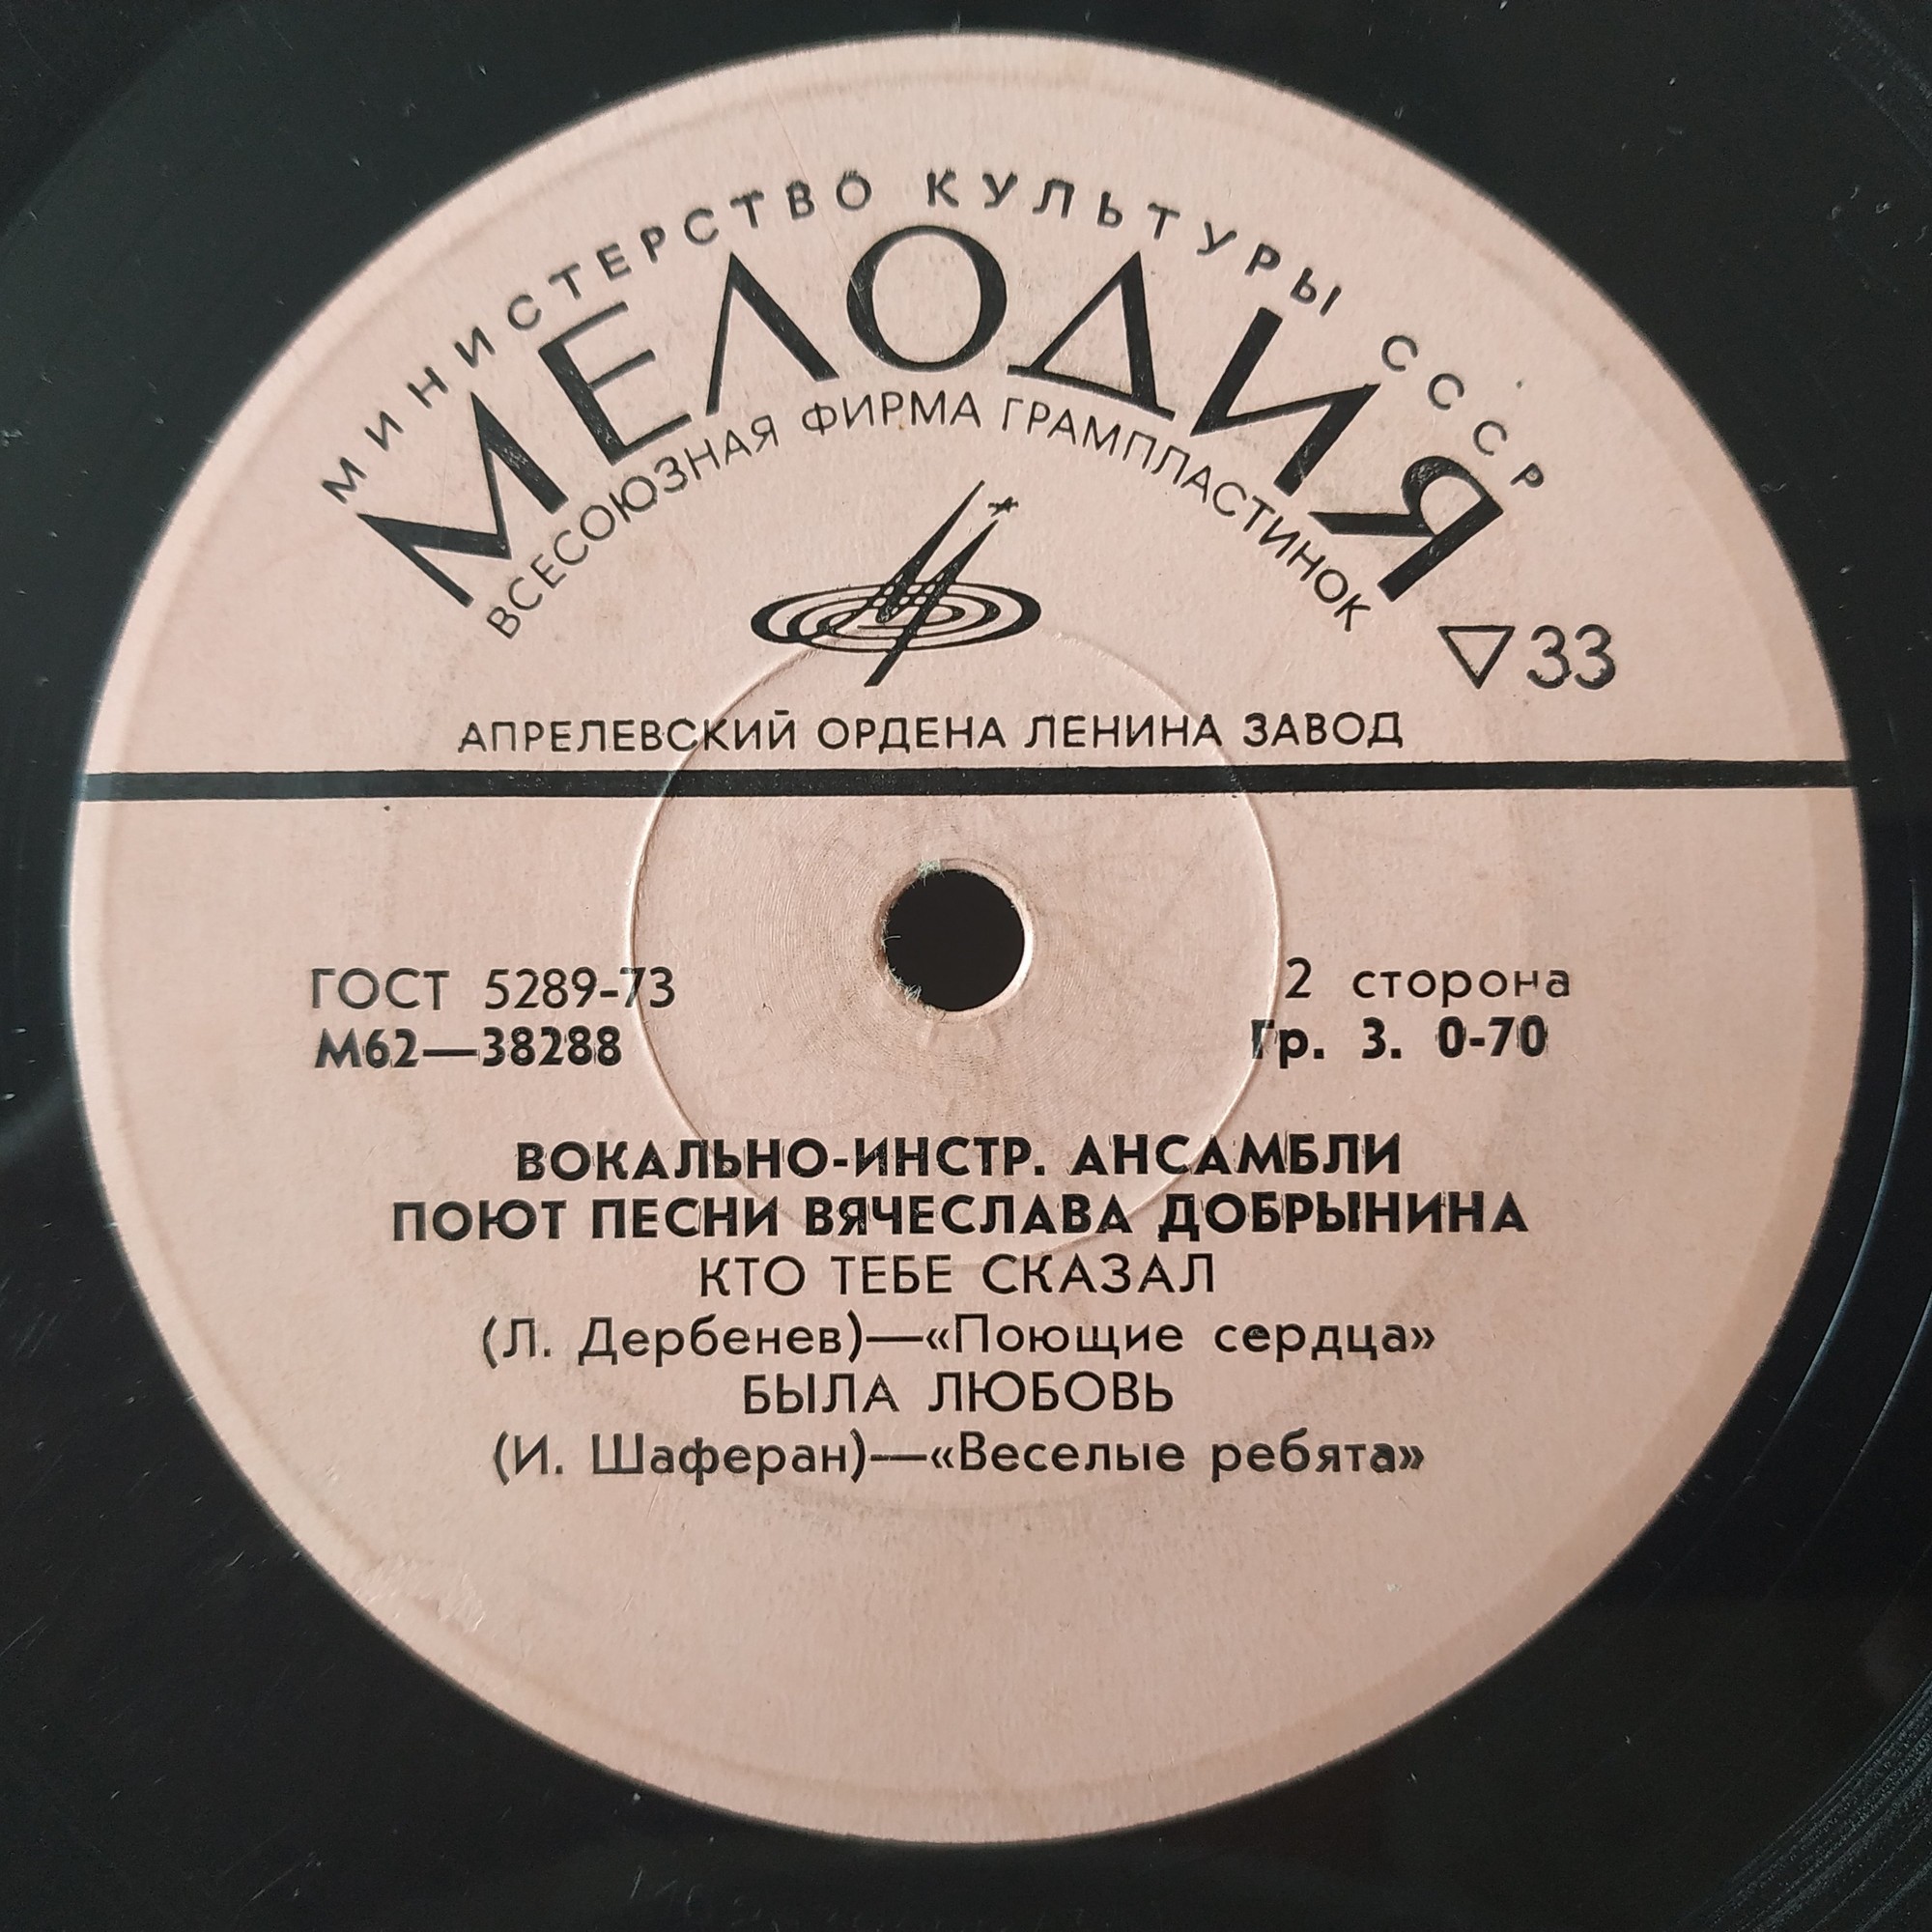 МИНИСТЕРСТВО КУЛЬТУРЫ СССР
МЕЛОДИЯ
ВСЕСОЮЗНАЯ ФИРМА ГРАМПЛАСТИНОК
33
АПРЕЛЕВСКИЙ ОРДЕНА ЛЕНИНА ЗАВОД
ГОСТ 5289-73
М62—38288
2 сторона
Гр. 3. 0-70
ВОКАЛЬНО-ИНСТР. АНСАМБЛИ
ПОЮТ ПЕСНИ ВЯЧЕСЛАВА ДОБРЫНИНА
КТО ТЕБЕ СКАЗАЛ
(Л. Дербенев)—«Поющие сердца»
БЫЛА ЛЮБОВЬ
(И. Шаферан)—«Веселые ребята»